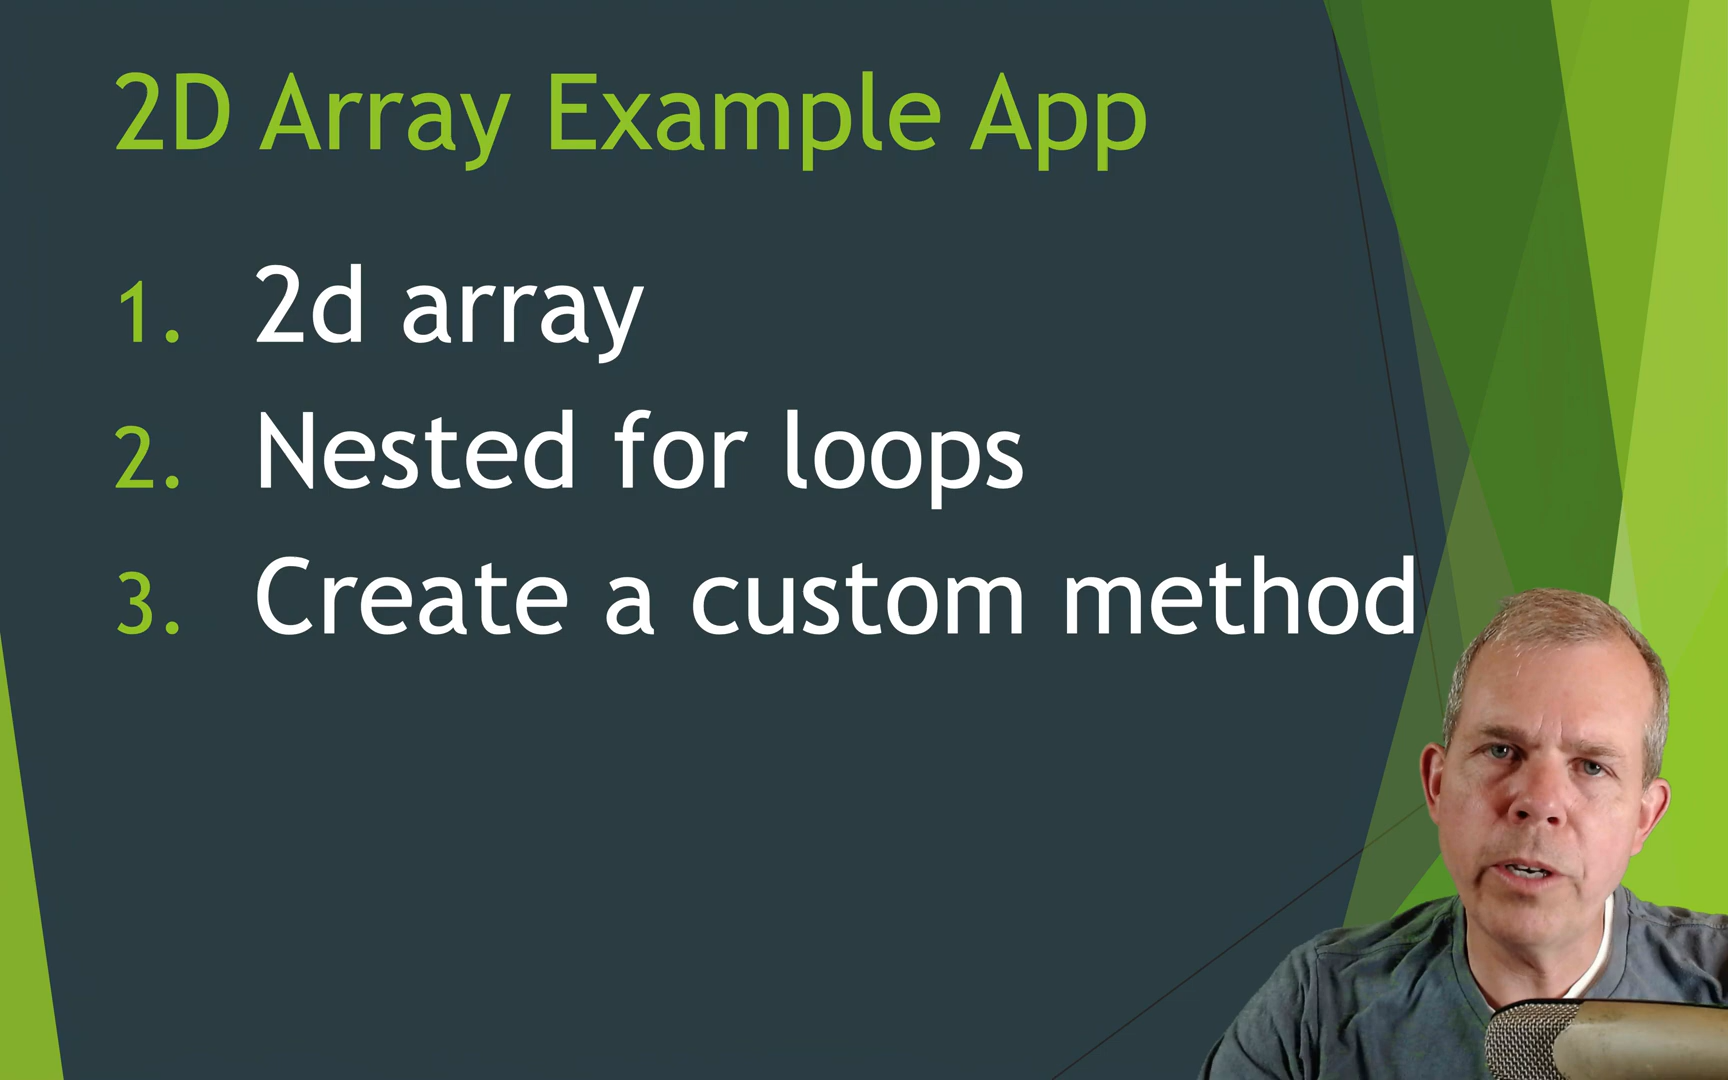 2D Array Example App
1. 2d array
2. Nested for loops
3. Create a custom method